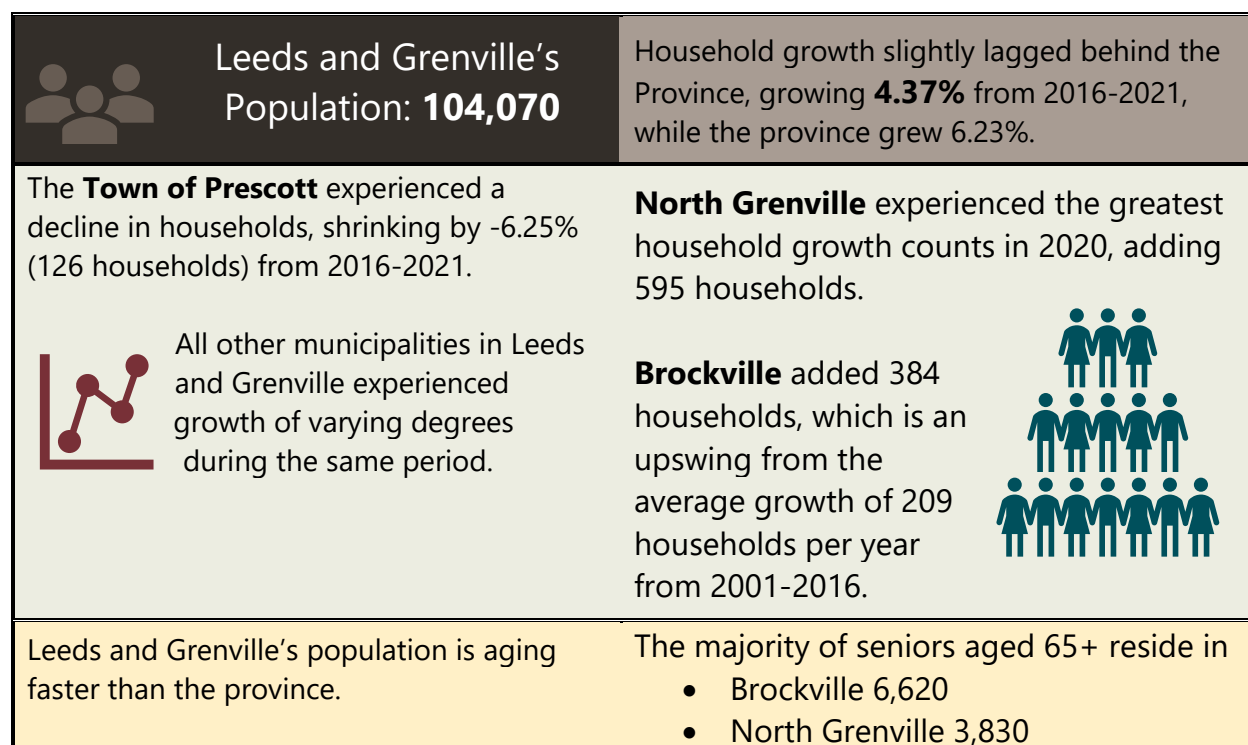 Leeds and Grenville's
Population: 104,070
Household growth slightly lagged behind the
Province, growing 4.37% from 2016-2021,
while the province grew 6.23%.
The Town of Prescott experienced a
decline in households, shrinking by -6.25%
(126 households) from 2016-2021.
All other municipalities in Leeds
and Grenville experienced
growth of varying degrees
during the same period.
North Grenville experienced the greatest
household growth counts in 2020, adding
595 households.
Brockville added 384
households, which is an
upswing from the
average growth of 209
households per year
from 2001-2016.
Leeds and Grenville's population is aging
faster than the province.
The majority of seniors aged 65+ reside in
• Brockville 6,620
• North Grenville 3,830